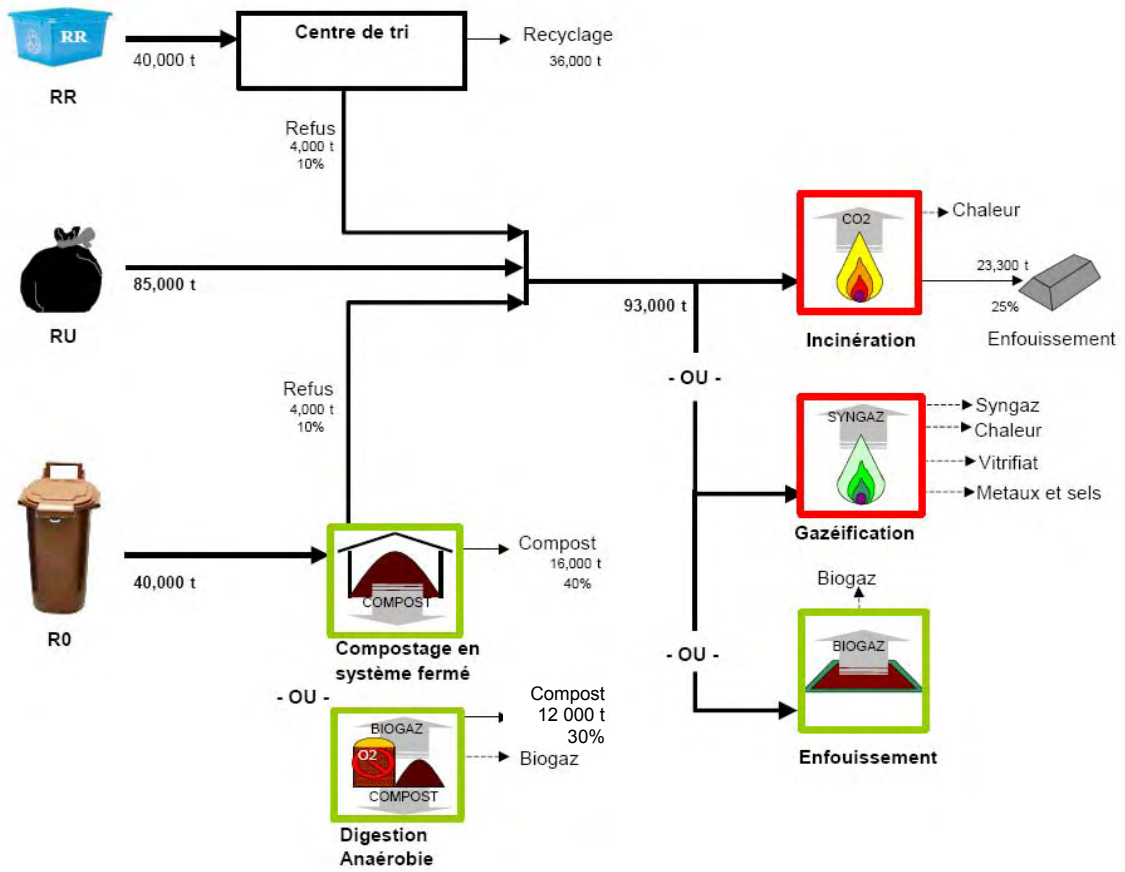 RR
RR
40,000 t
Centre de tri
Recyclage
36,000 t
Refus
4,000 t
10%
RU
85,000 t
93,000 t
CO2
Chaleur
Incinération
23,300 t
25%
Enfouissement
- OU -
Refus
4,000 t
10%
SYNGAZ
Syngaz
Chaleur
Vitrifiat
Metaux et sels
Gazéification
R0
40,000 t
COMPOST
Compost
16,000 t
40%
Compostage en
système fermé
- OU -
Biogaz
BIOGAZ
Enfouissement
- OU -
BIOGAZ
O2
COMPOST
Compost
12 000 t
30%
Biogaz
Digestion
Anaérobie